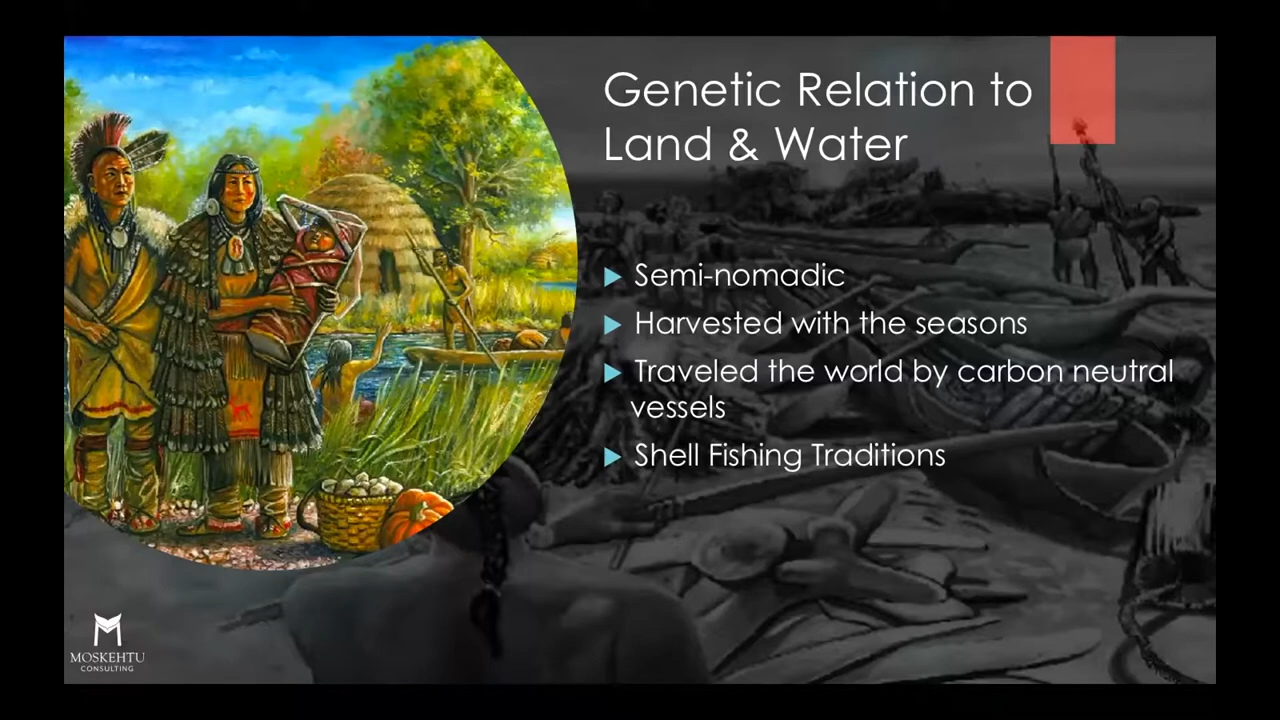 Genetic Relation to
Land & Water
Semi-nomadic
Harvested with the seasons
Traveled the world by carbon neutral
vessels
Shell Fishing Traditions
MOSKEHTU
CONSULTING